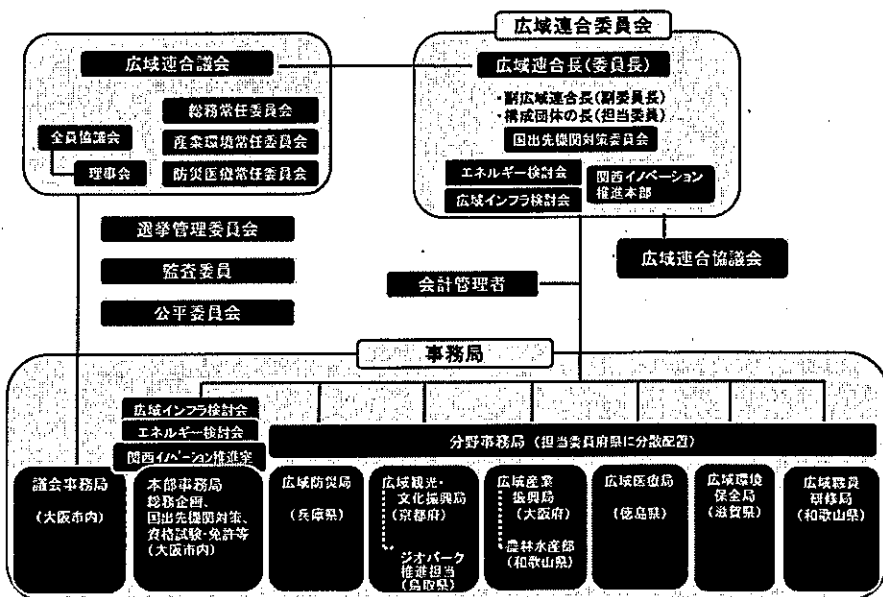 広域連合委員会
広域連合議会
広域連合長(委員長)
・副広域連合長(副委員長)
・構成団体の長(担当委員)
国出先機関対策委員会
総務常任委員会
全員協議会
産業環境常任委員会
理事会
防災医療常任委員会
エネルギー検討会
広域インフラ検討会
関西イノベーション
推進本部
選挙管理委員会
監査委員
公平委員会
広域連合協議会
会計管理者
事務局
広域インフラ検討会
エネルギー検討会
関西イノベーション推進室
分野事務局 (担当委員府県に分散配置)
議会事務局
(大阪市内)
本部事務局
総務企画、
国出先機関対策、
資格試験・免許等
(大阪市内)
広域防災局
(兵庫県)
広域観光・
文化振興局
(京都府)
ジオパーク
推進担当
(鳥取県)
広域産業
振興局
(大阪府)
農林水産部
(和歌山県)
広域医療局
(徳島県)
広域環境
保全局
(滋賀県)
広域職員
研修局
(和歌山県)